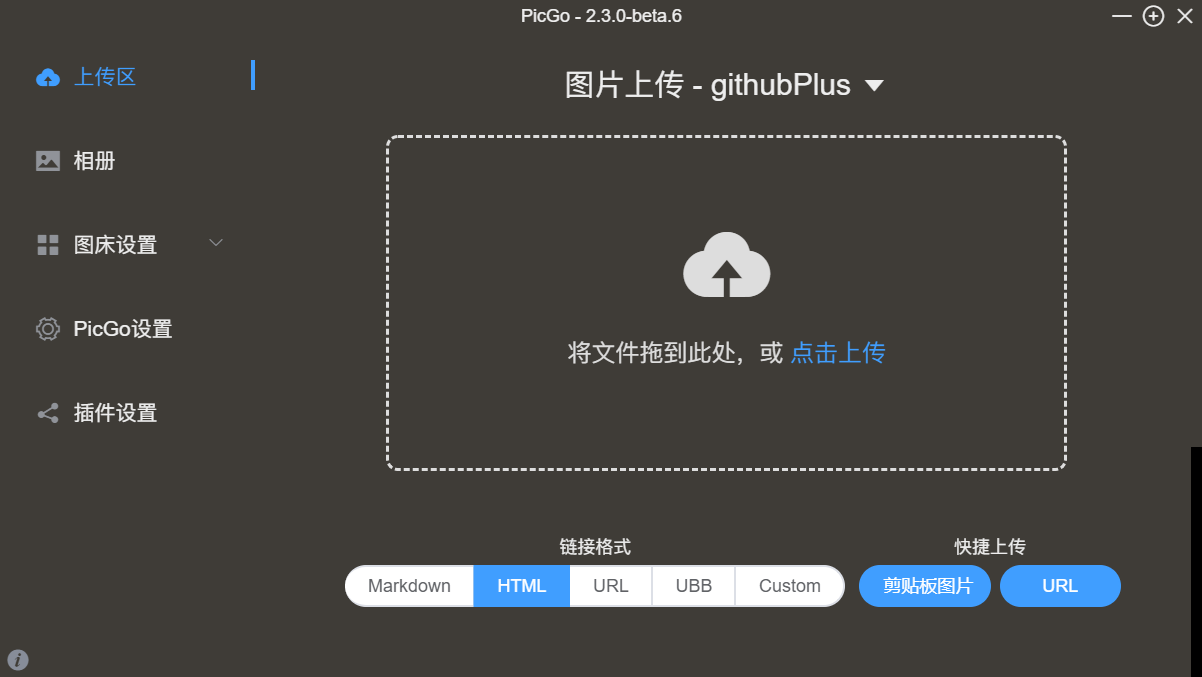 PicGo - 2.3.0-beta.6
上传区
相册
图床设置
PicGo设置
插件设置
图片上传 - githubPlus
将文件拖到此处，或 点击上传
链接格式
Markdown HTML URL UBB Custom
快捷上传
剪贴板图片 URL
i